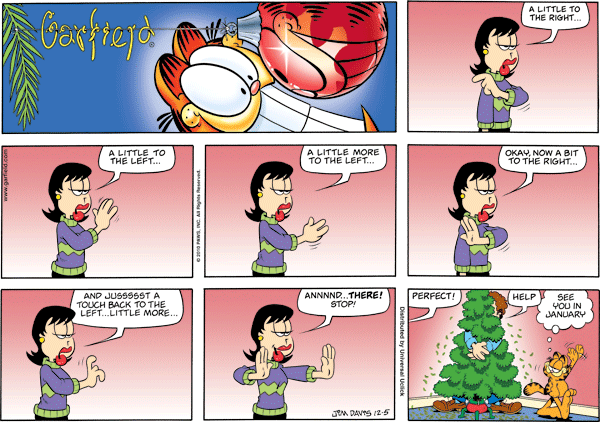 Garfield
A LITTLE TO
THE RIGHT...
www.garfield.com
A LITTLE TO
THE LEFT...
© 2010 PAWS, INC. All Rights Reserved.
A LITTLE MORE
TO THE LEFT...
OKAY, NOW A BIT
TO THE RIGHT...
AND JUSSSSST A
TOUCH BACK TO THE
LEFT...LITTLE MORE...
ANNNND...THERE!
STOP!
JIM DAVIS 12-5
Distributed by Universal Uclick
PERFECT!
HELP
SEE
YOU IN
JANUARY